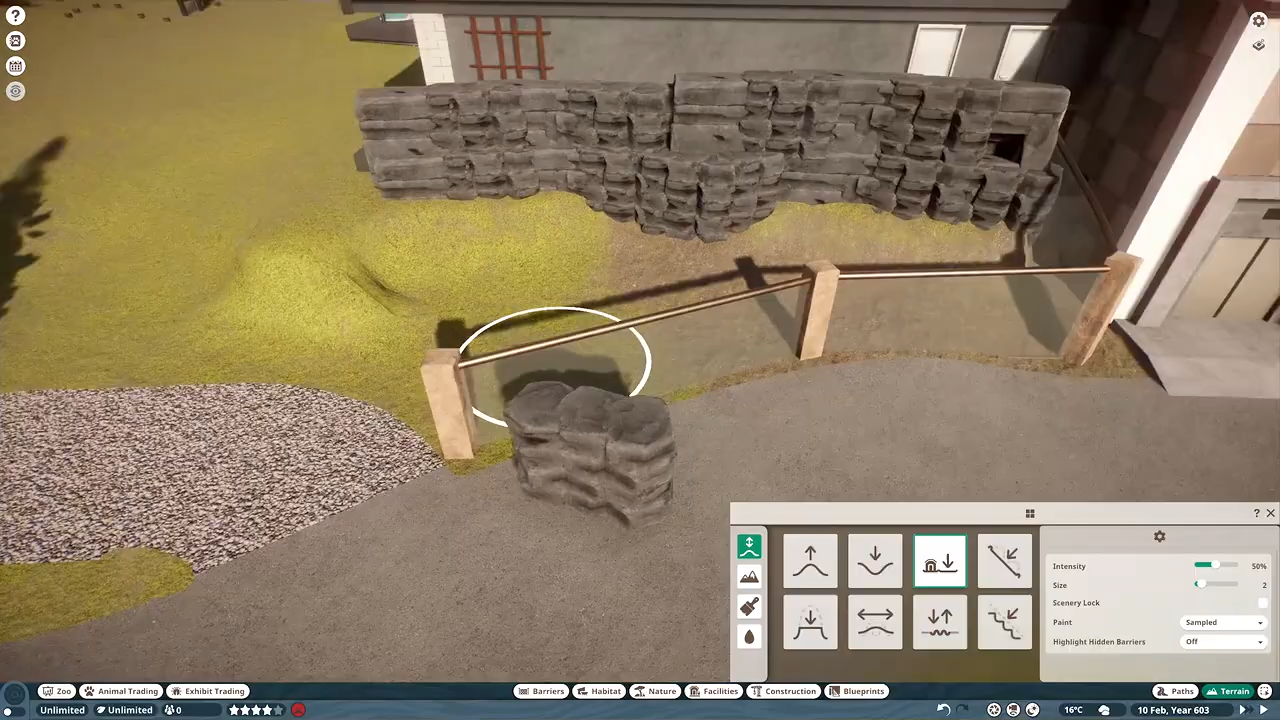 ?
? ×
Intensity 50%
Size 2
Scenery Lock
Paint Sampled
Highlight Hidden Barriers Off
Zoo Animal Trading Exhibit Trading Barriers Habitat Nature Facilities Construction Blueprints Paths Terrain
Unlimited Unlimited 0 16°C 10 Feb, Year 603